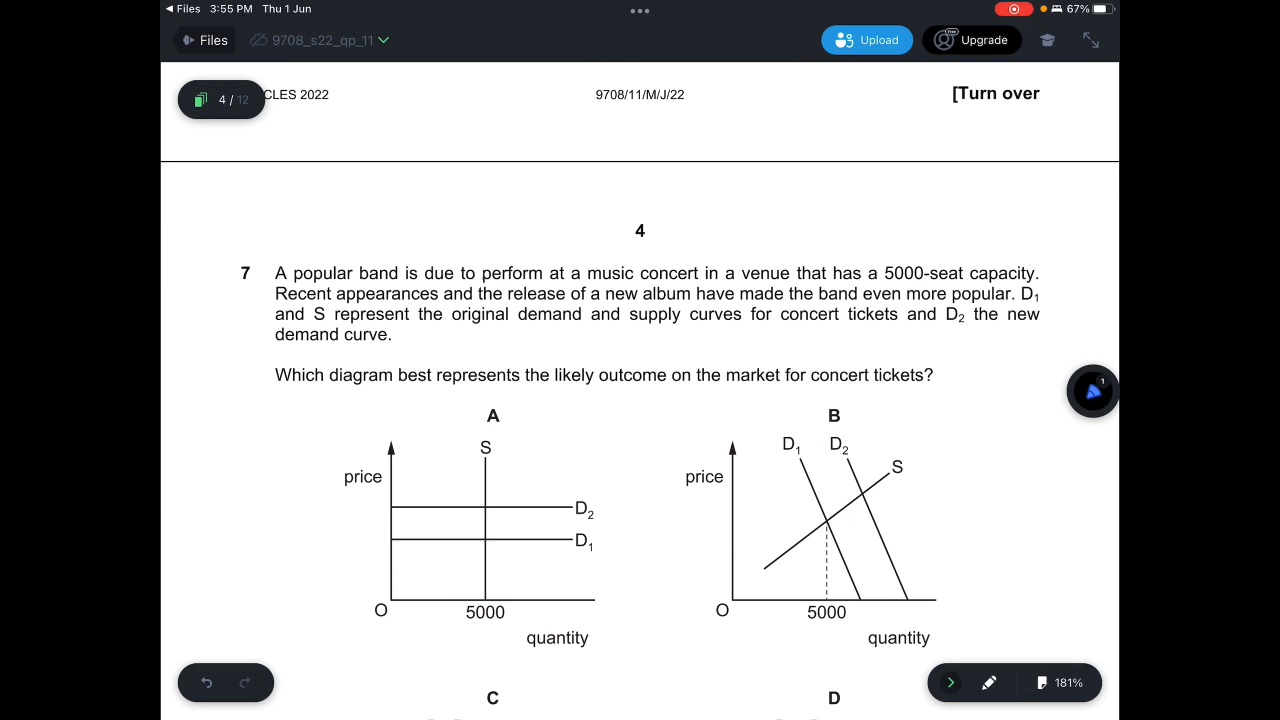 Files 3:55 PM Thu 1 Jun 67%
Files 9708_s22_qp_11 Upload Free Upgrade
4 / 12 CLES 2022 9708/11/M/J/22 [Turn over
4
7 A popular band is due to perform at a music concert in a venue that has a 5000-seat capacity.
Recent appearances and the release of a new album have made the band even more popular. D1
and S represent the original demand and supply curves for concert tickets and D2 the new
demand curve.
Which diagram best represents the likely outcome on the market for concert tickets?
1
A B
S D1 D2
S
price price
D2
D1
O 5000 O 5000
quantity quantity
181%
C D